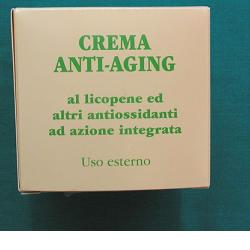 CREMA
ANTI-AGING
al licopene ed
altri antiossidanti
ad azione integrata
Uso esterno